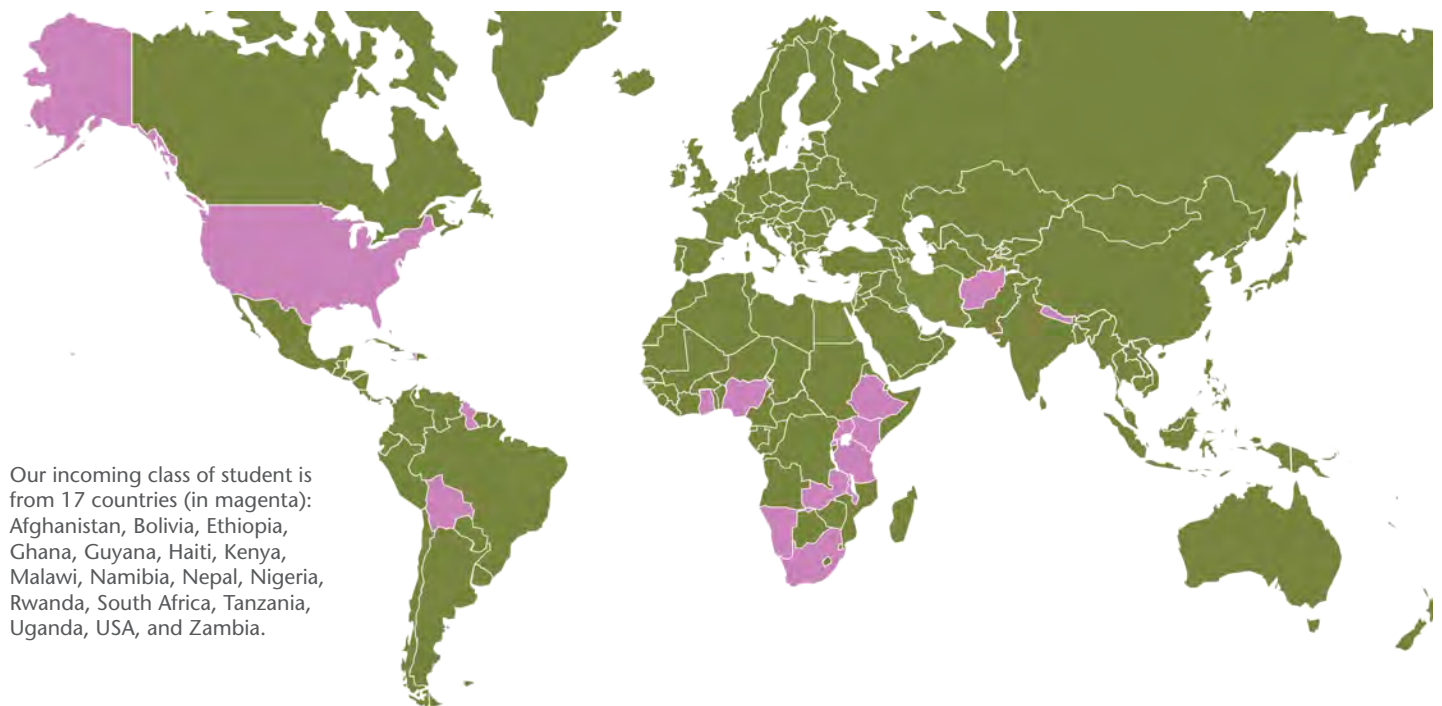 Our incoming class of student is
from 17 countries (in magenta):
Afghanistan, Bolivia, Ethiopia,
Ghana, Guyana, Haiti, Kenya,
Malawi, Namibia, Nepal, Nigeria,
Rwanda, South Africa, Tanzania,
Uganda, USA, and Zambia.